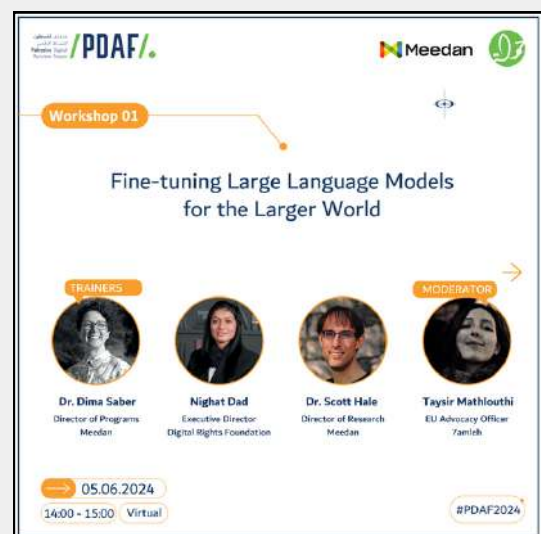 /PDAF/.
Meedan
Workshop 01
Fine-tuning Large Language Models
for the Larger World
TRAINERS
MODERATOR
Dr. Dima Saber
Director of Programs
Meedan
Nighat Dad
Executive Director
Digital Rights Foundation
Dr. Scott Hale
Director of Research
Meedan
Taysir Mathlouthi
EU Advocacy Officer
7amleh
05.06.2024
14:00 - 15:00 Virtual
#PDAF2024